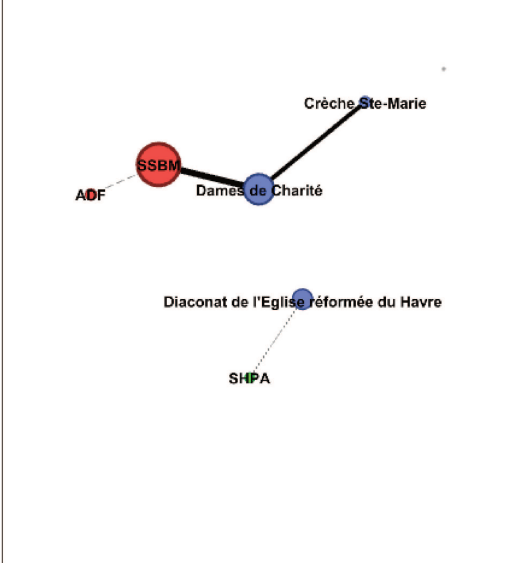 Crèche Ste-Marie
SSBM
Dames de Charité
ADF
Diaconat de l'Eglise réformée du Havre
SHPA